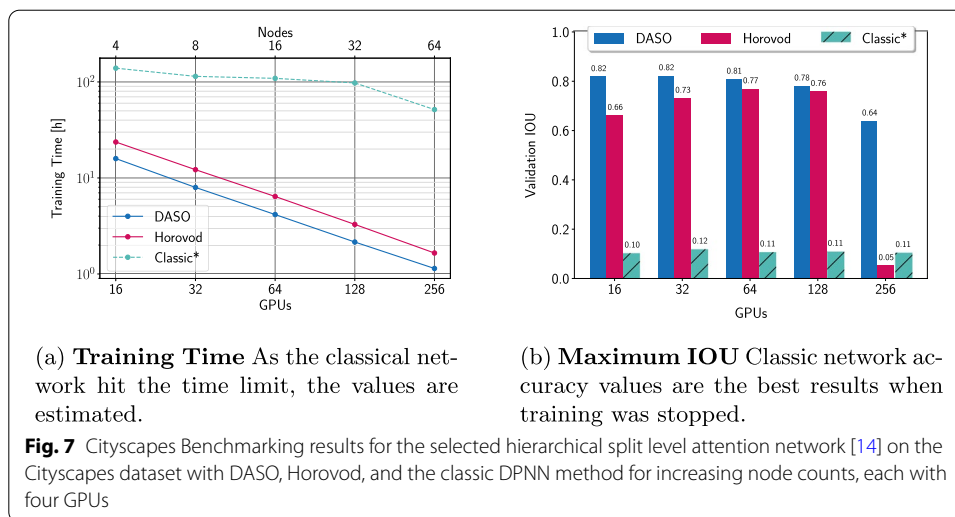 Nodes
4 8 16 32 64
10²
10¹
10⁰
Training Time [h]
DASO
Horovod
Classic*
16 32 64 128 256
GPUs
DASO Horovod Classic*
0.8
0.6
0.4
0.2
0.0
Validation IOU
0.82 0.82 0.81 0.78 0.64
0.66 0.73 0.77 0.76 0.05
0.10 0.12 0.11 0.11 0.11
16 32 64 128 256
GPUs
(a) Training Time As the classical net-
work hit the time limit, the values are
estimated.
(b) Maximum IOU Classic network ac-
curacy values are the best results when
training was stopped.
Fig. 7 Cityscapes Benchmarking results for the selected hierarchical split level attention network [14] on the
Cityscapes dataset with DASO, Horovod, and the classic DPNN method for increasing node counts, each with
four GPUs